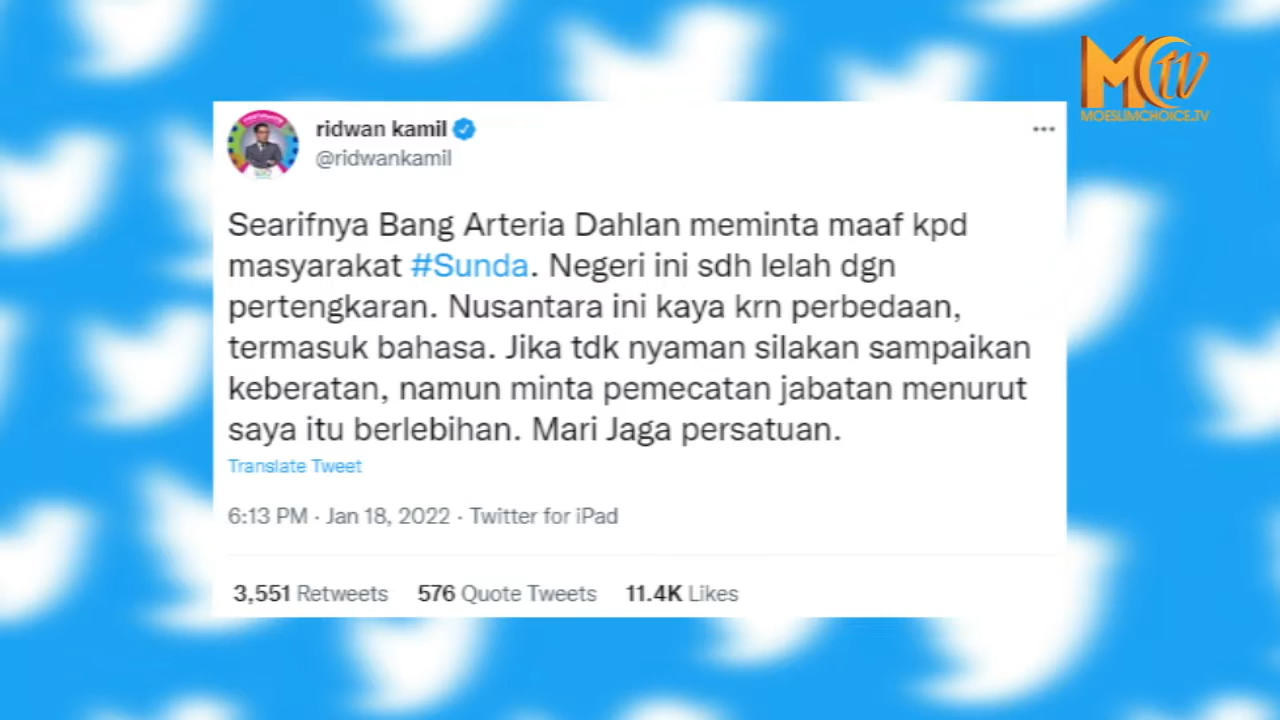 MCTV
MOESLIMCHOICE.TV
ridwan kamil
@ridwankamil
Searifnya Bang Arteria Dahlan meminta maaf kpd
masyarakat #Sunda. Negeri ini sdh lelah dgn
pertengkaran. Nusantara ini kaya krn perbedaan,
termasuk bahasa. Jika tdk nyaman silakan sampaikan
keberatan, namun minta pemecatan jabatan menurut
saya itu berlebihan. Mari Jaga persatuan.
Translate Tweet
6:13 PM · Jan 18, 2022 · Twitter for iPad
3,551 Retweets 576 Quote Tweets 11.4K Likes